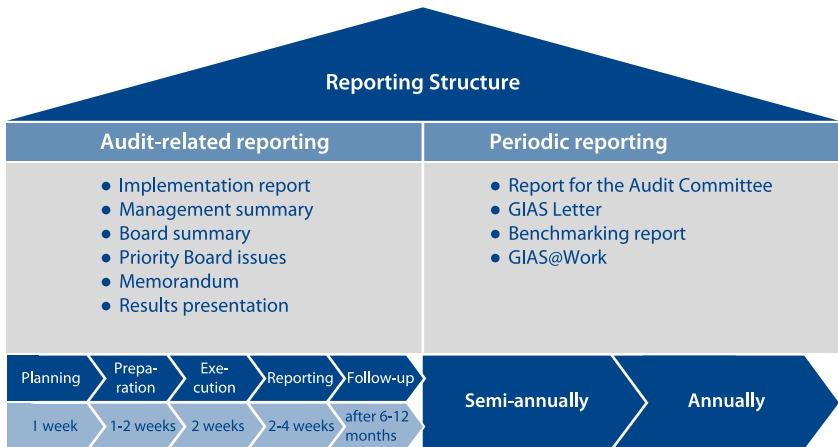 Reporting Structure
Audit-related reporting
● Implementation report
● Management summary
● Board summary
● Priority Board issues
● Memorandum
● Results presentation
Periodic reporting
● Report for the Audit Committee
● GIAS Letter
● Benchmarking report
● GIAS@Work
Planning
Prepa-
ration
Exe-
cution
Reporting
Follow-up
1 week
1-2 weeks
2 weeks
2-4 weeks
after 6-12
months
Semi-annually
Annually